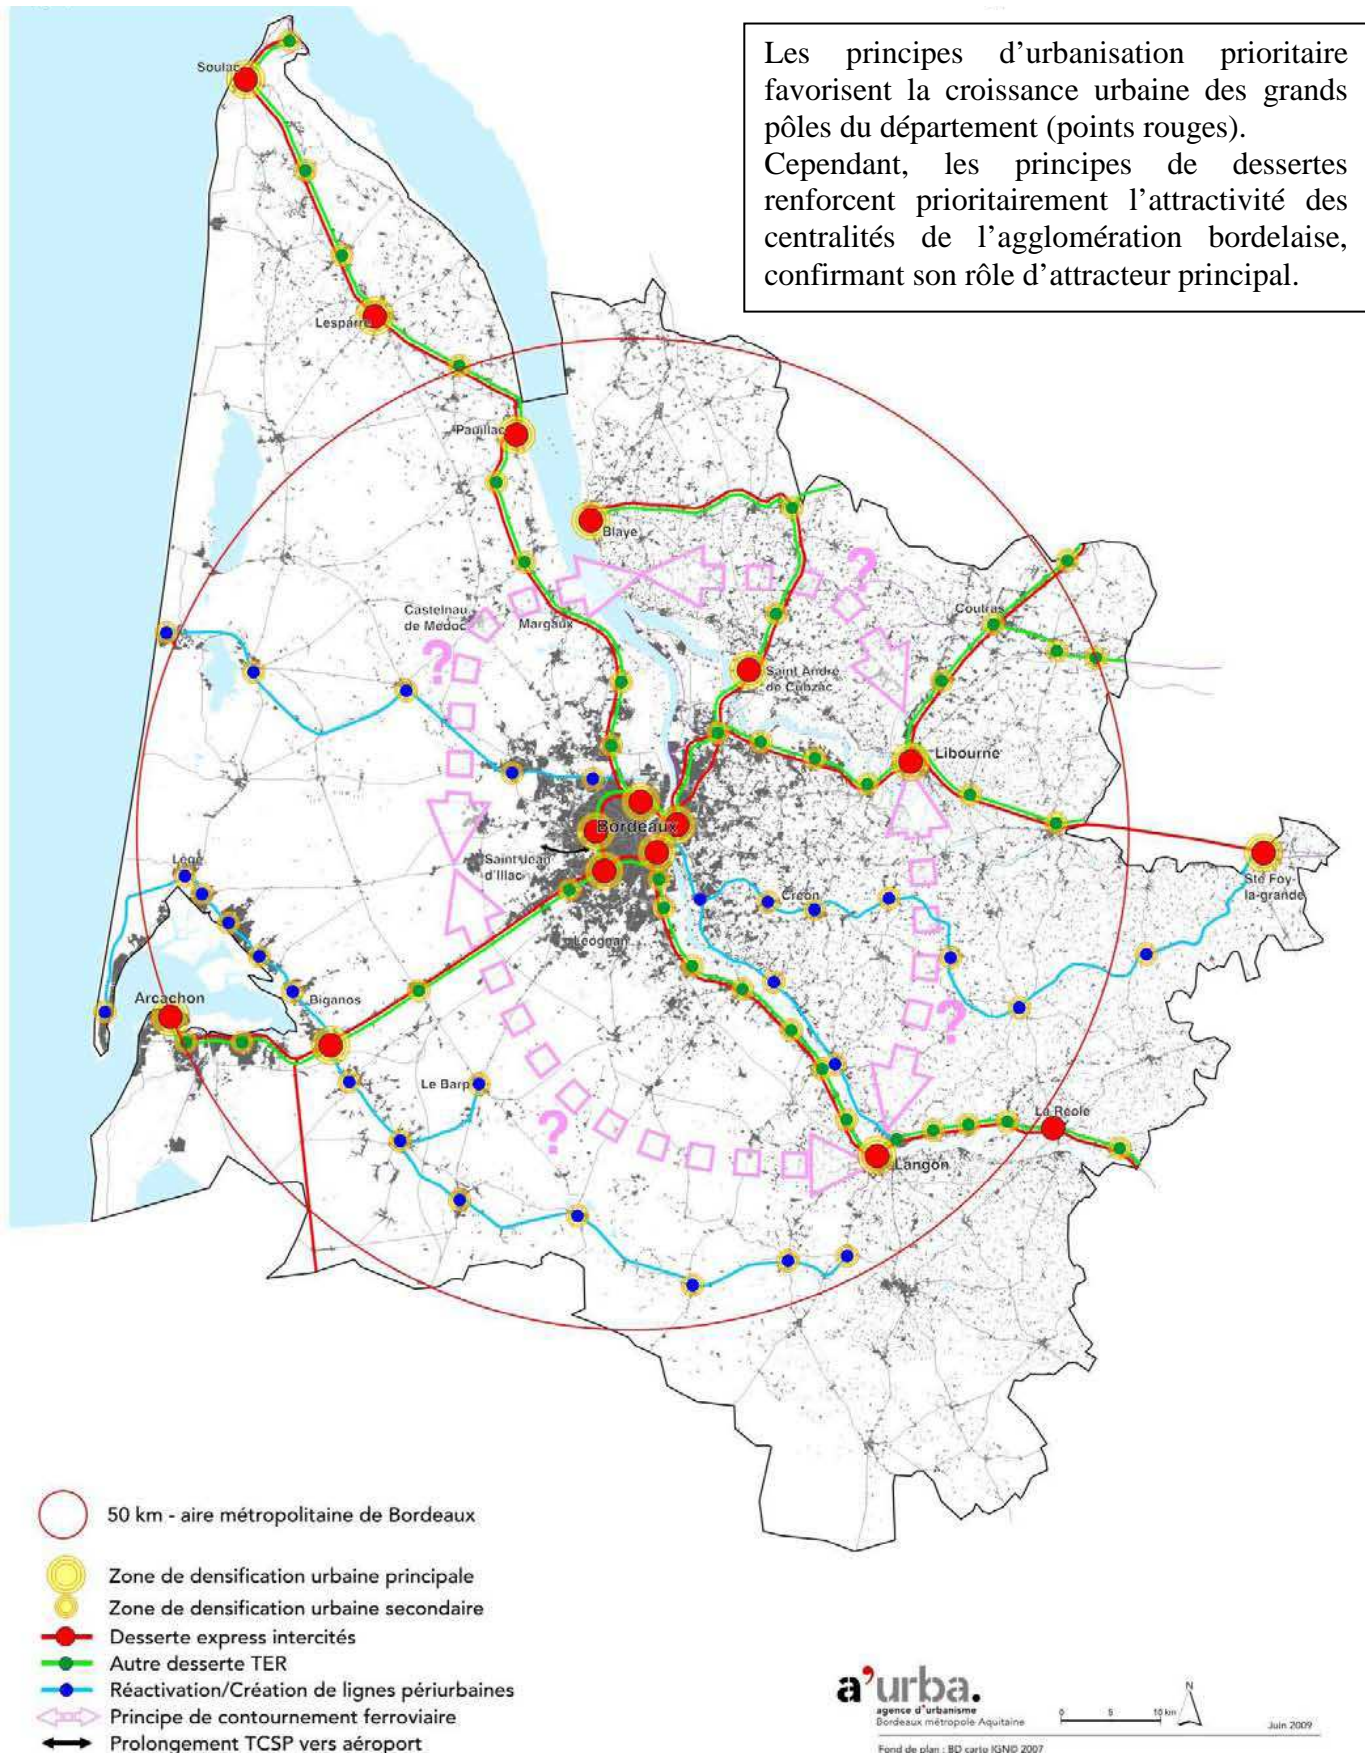 Les principes d’urbanisation prioritaire
favorisent la croissance urbaine des grands
pôles du département (points rouges).
Cependant, les principes de dessertes
renforcent prioritairement l’attractivité des
centralités de l’agglomération bordelaise,
confirmant son rôle d’attracteur principal.
Soulac
Lesparre
Pauillac
Blaye
?
Castelnau
de Médoc
Margaux
Coutras
?
Saint André
de Cubzac
Libourne
Bordeaux
Saint Jean
d'Illac
Lège
Créon
Ste Foy-
la-grande
Léognan
Arcachon
Biganos
?
Le Barp
?
La Réole
Langon
50 km - aire métropolitaine de Bordeaux
Zone de densification urbaine principale
Zone de densification urbaine secondaire
Desserte express intercités
Autre desserte TER
Réactivation/Création de lignes périurbaines
Principe de contournement ferroviaire
Prolongement TCSP vers aéroport
a'urba.
agence d'urbanisme
Bordeaux métropole Aquitaine
0 5 10 km
N
Juin 2009
Fond de plan : BD carto IGN© 2007